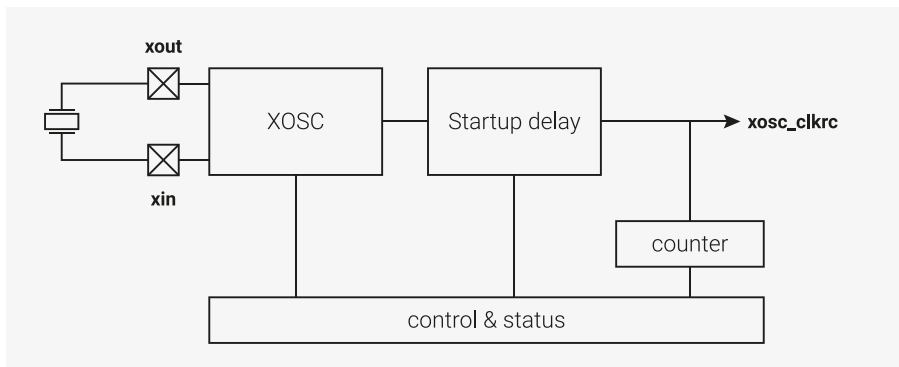 xout
XOSC
Startup delay
xosc_clkrc
xin
counter
control & status